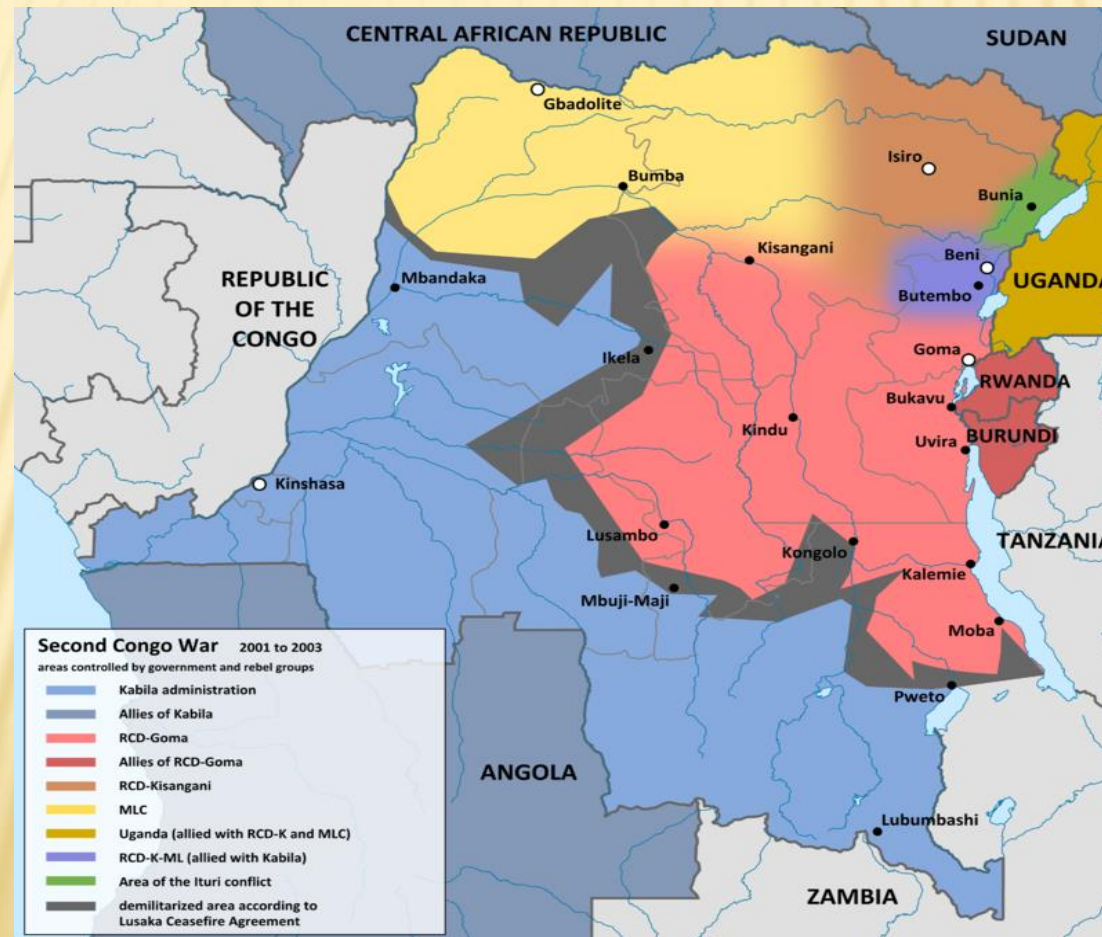 CENTRAL AFRICAN REPUBLIC
SUDAN
Gbadolite
Isiro
Bumba
Bunia
Kisangani
Beni
Mbandaka
Butembo
UGANDA
REPUBLIC
OF THE
CONGO
Ikela
Goma
RWANDA
Bukavu
Kindu
BURUNDI
Uvira
Kinshasa
Lusambo
Kongolo
TANZANIA
Kalemie
Mbuji-Maji
Moba
Pweto
ANGOLA
Lubumbashi
ZAMBIA
Second Congo War 2001 to 2003
areas controlled by government and rebel groups
Kabila administration
Allies of Kabila
RCD-Goma
Allies of RCD-Goma
RCD-Kisangani
MLC
Uganda (allied with RCD-K and MLC)
RCD-K-ML (allied with Kabila)
Area of the Ituri conflict
demilitarized area according to
Lusaka Ceasefire Agreement